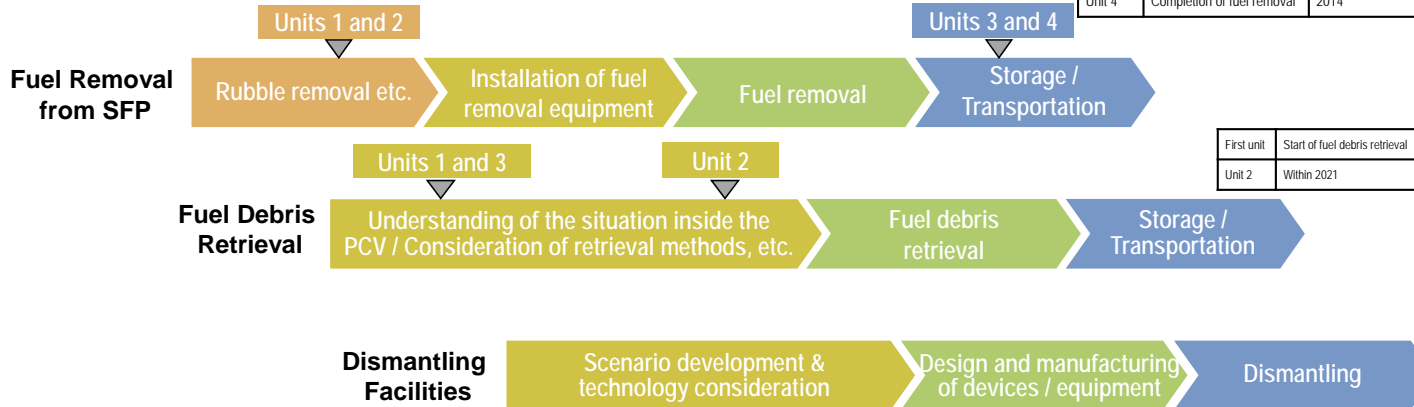 Unit 4 Completion of fuel removal 2014
Units 1 and 2
Units 3 and 4
Fuel Removal
from SFP
Rubble removal etc.
Installation of fuel
removal equipment
Fuel removal
Storage /
Transportation
First unit Start of fuel debris retrieval
Unit 2 Within 2021
Units 1 and 3
Unit 2
Fuel Debris
Retrieval
Understanding of the situation inside the
PCV / Consideration of retrieval methods, etc.
Fuel debris
retrieval
Storage /
Transportation
Dismantling
Facilities
Scenario development &
technology consideration
Design and manufacturing
of devices / equipment
Dismantling